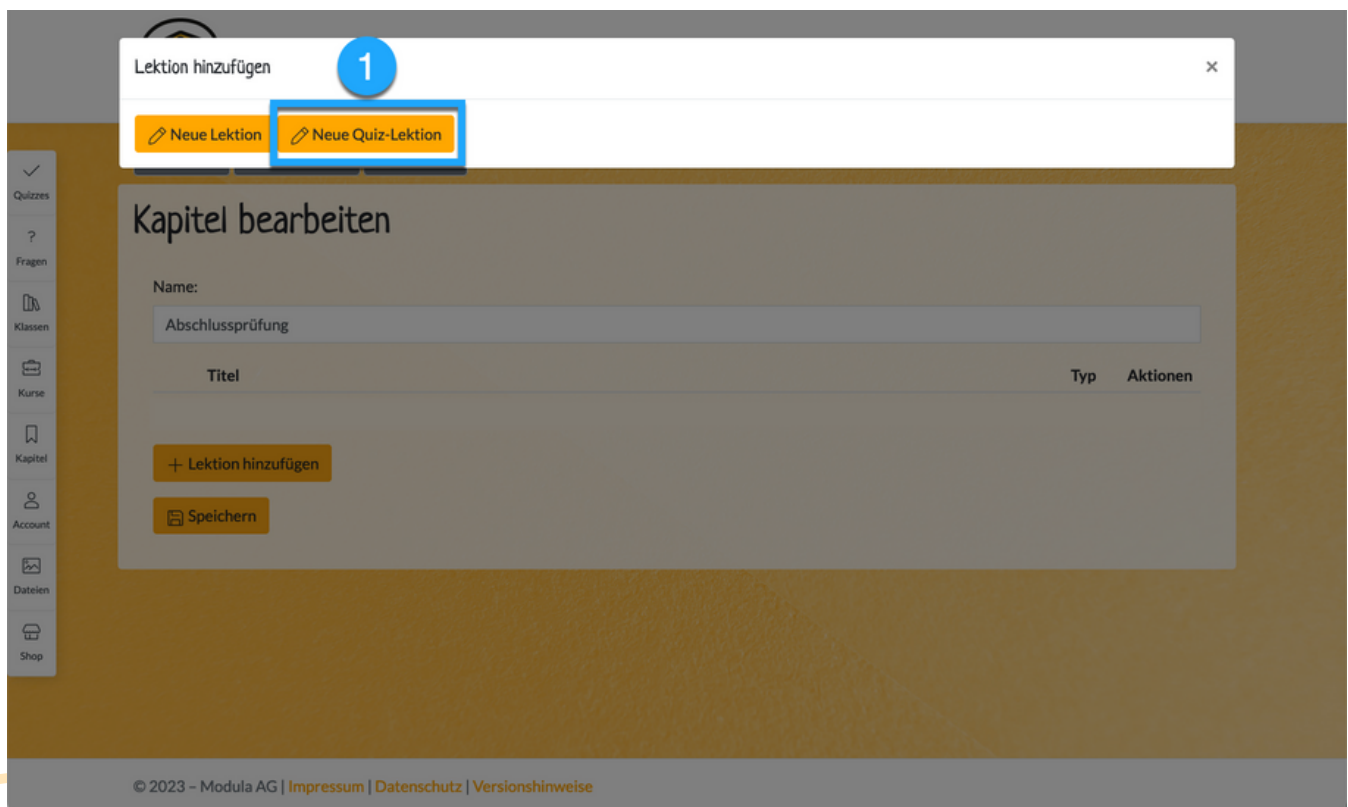 Lektion hinzufügen
1
×
Neue Lektion
Neue Quiz-Lektion
Quizzes
?
Fragen
Klassen
Kurse
Kapitel
Account
Dateien
Shop
Kapitel bearbeiten
Name:
Abschlussprüfung
Titel Typ Aktionen
+ Lektion hinzufügen
Speichern
© 2023 – Modula AG | Impressum | Datenschutz | Versionshinweise